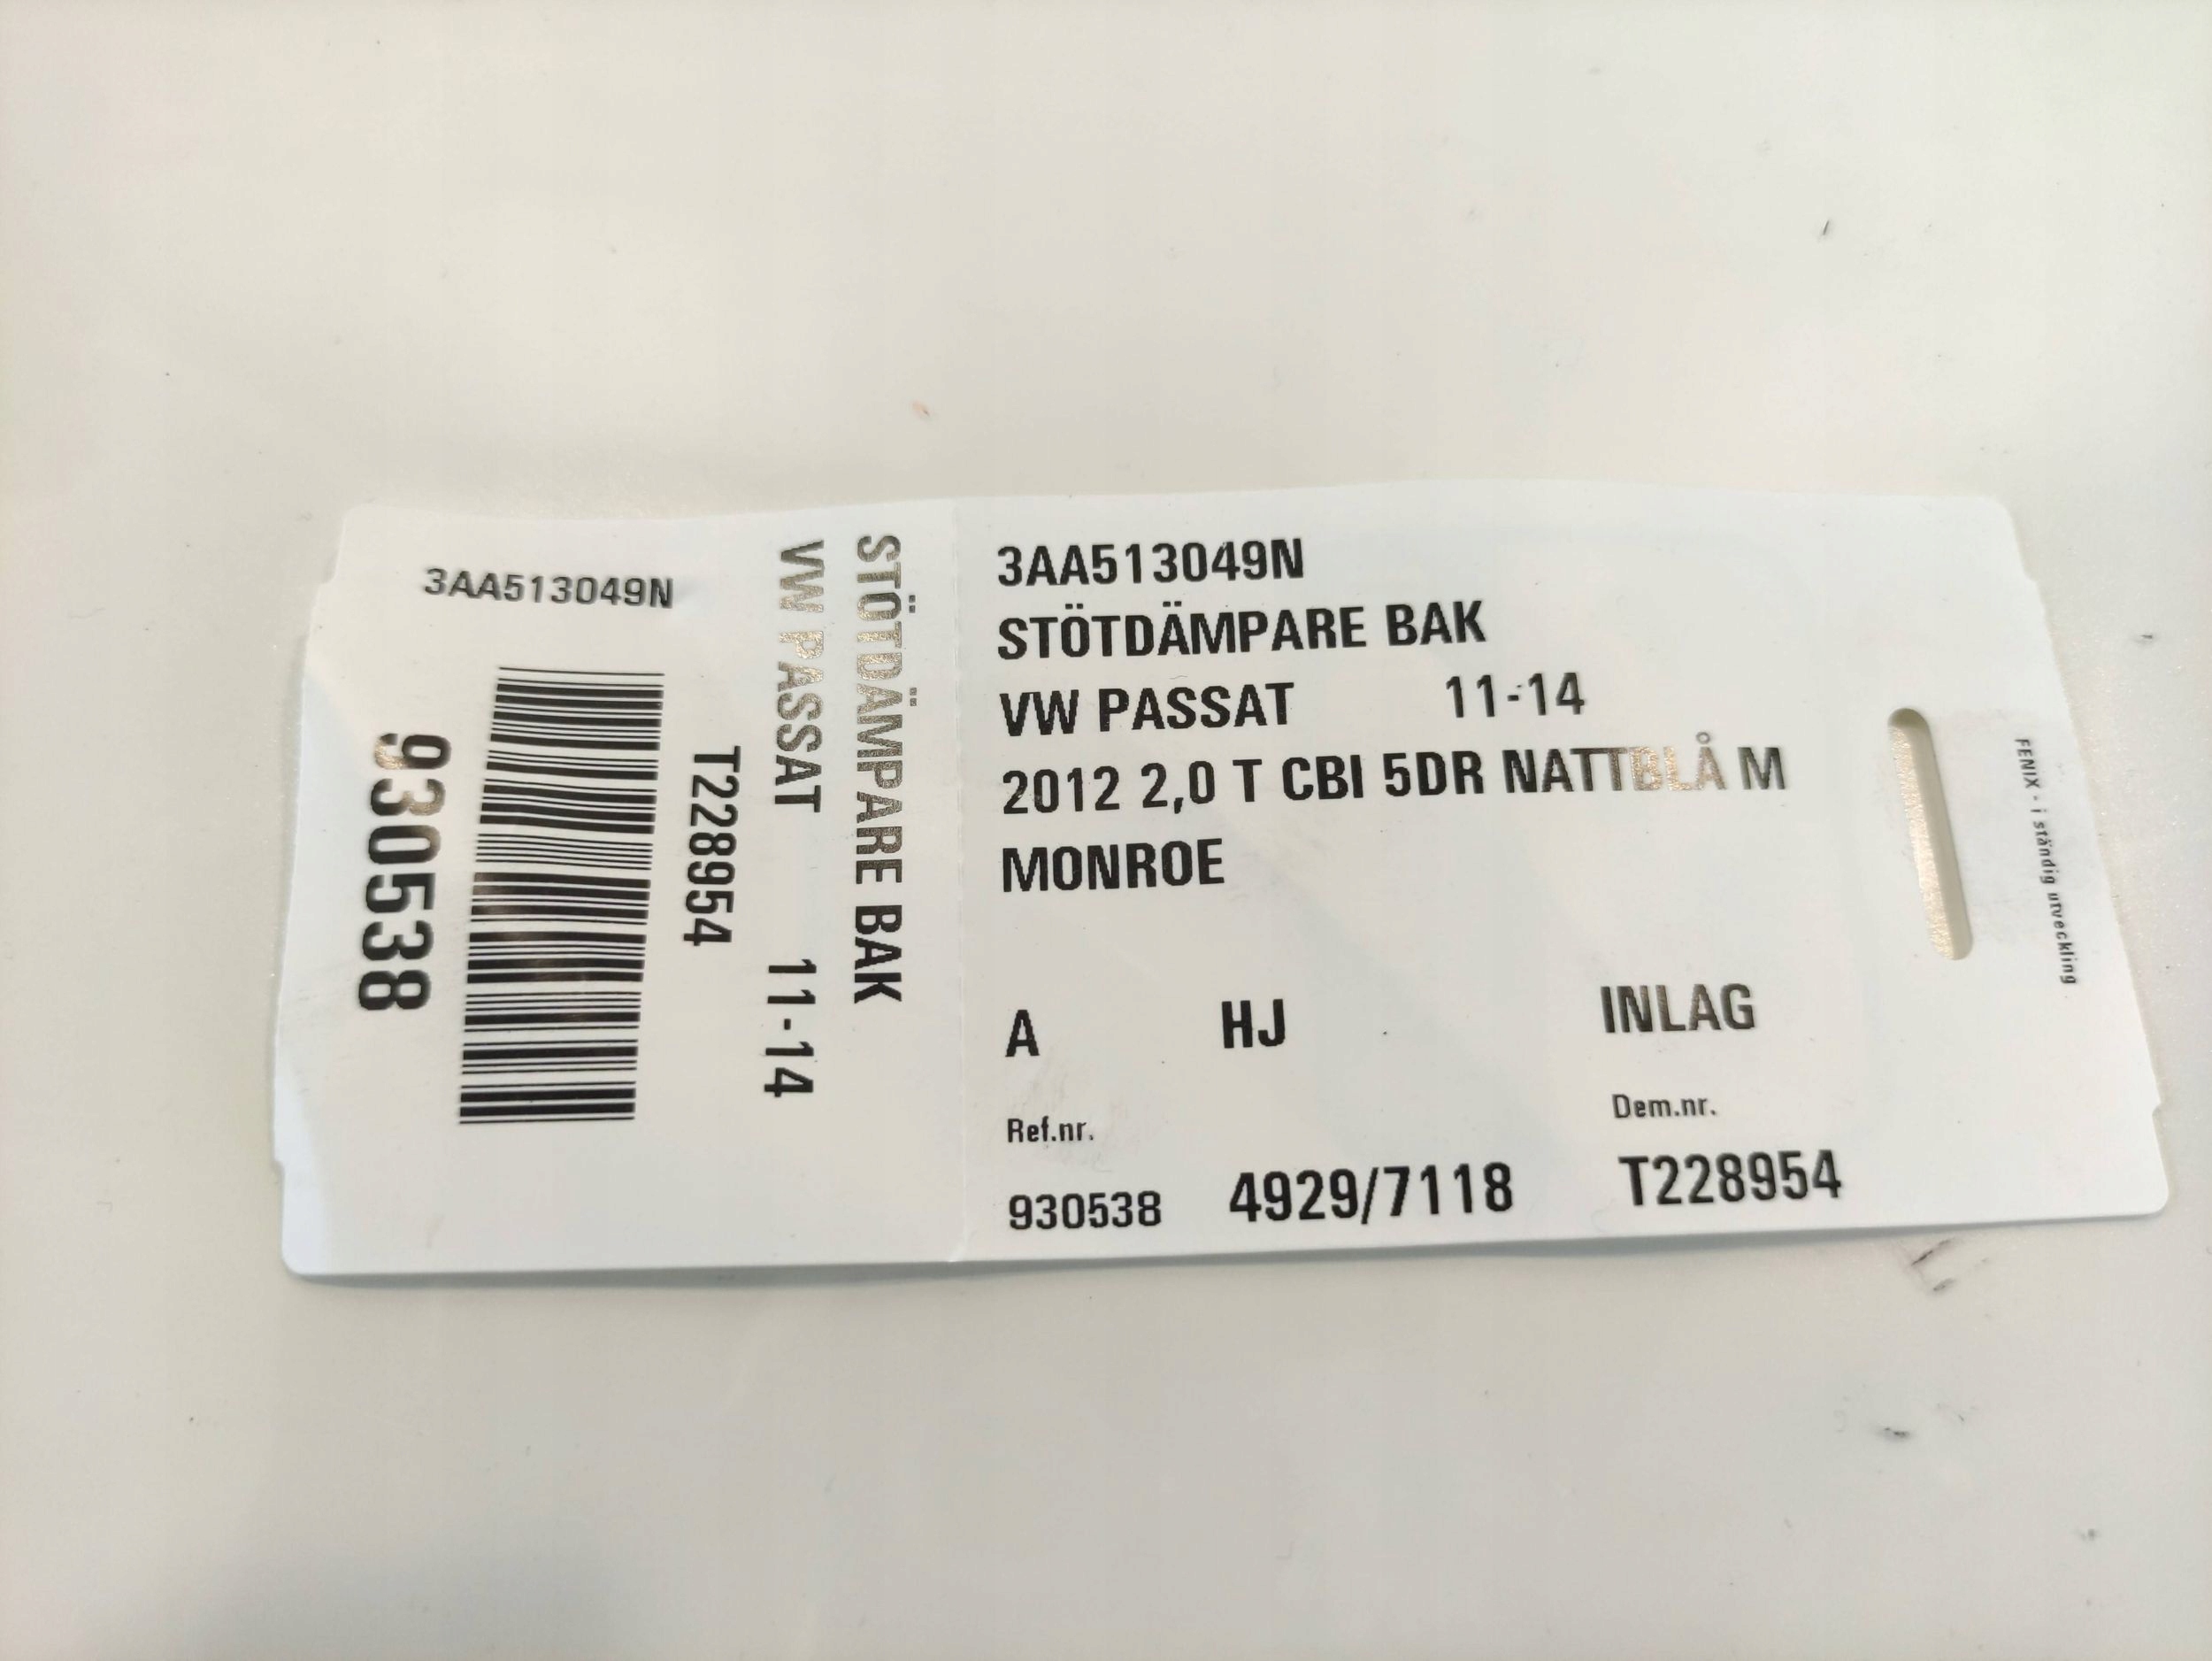 3AA513049N
930538
T228954
VW PASSAT 11-14
STÖTDÄMPARE BAK
3AA513049N
STÖTDÄMPARE BAK
VW PASSAT 11-14
2012 2,0 T CBI 5DR NATTBLÅ M
MONROE
A HJ INLAG
Ref.nr. Dem.nr.
930538 4929/7118 T228954
FENIX - i ständig utveckling